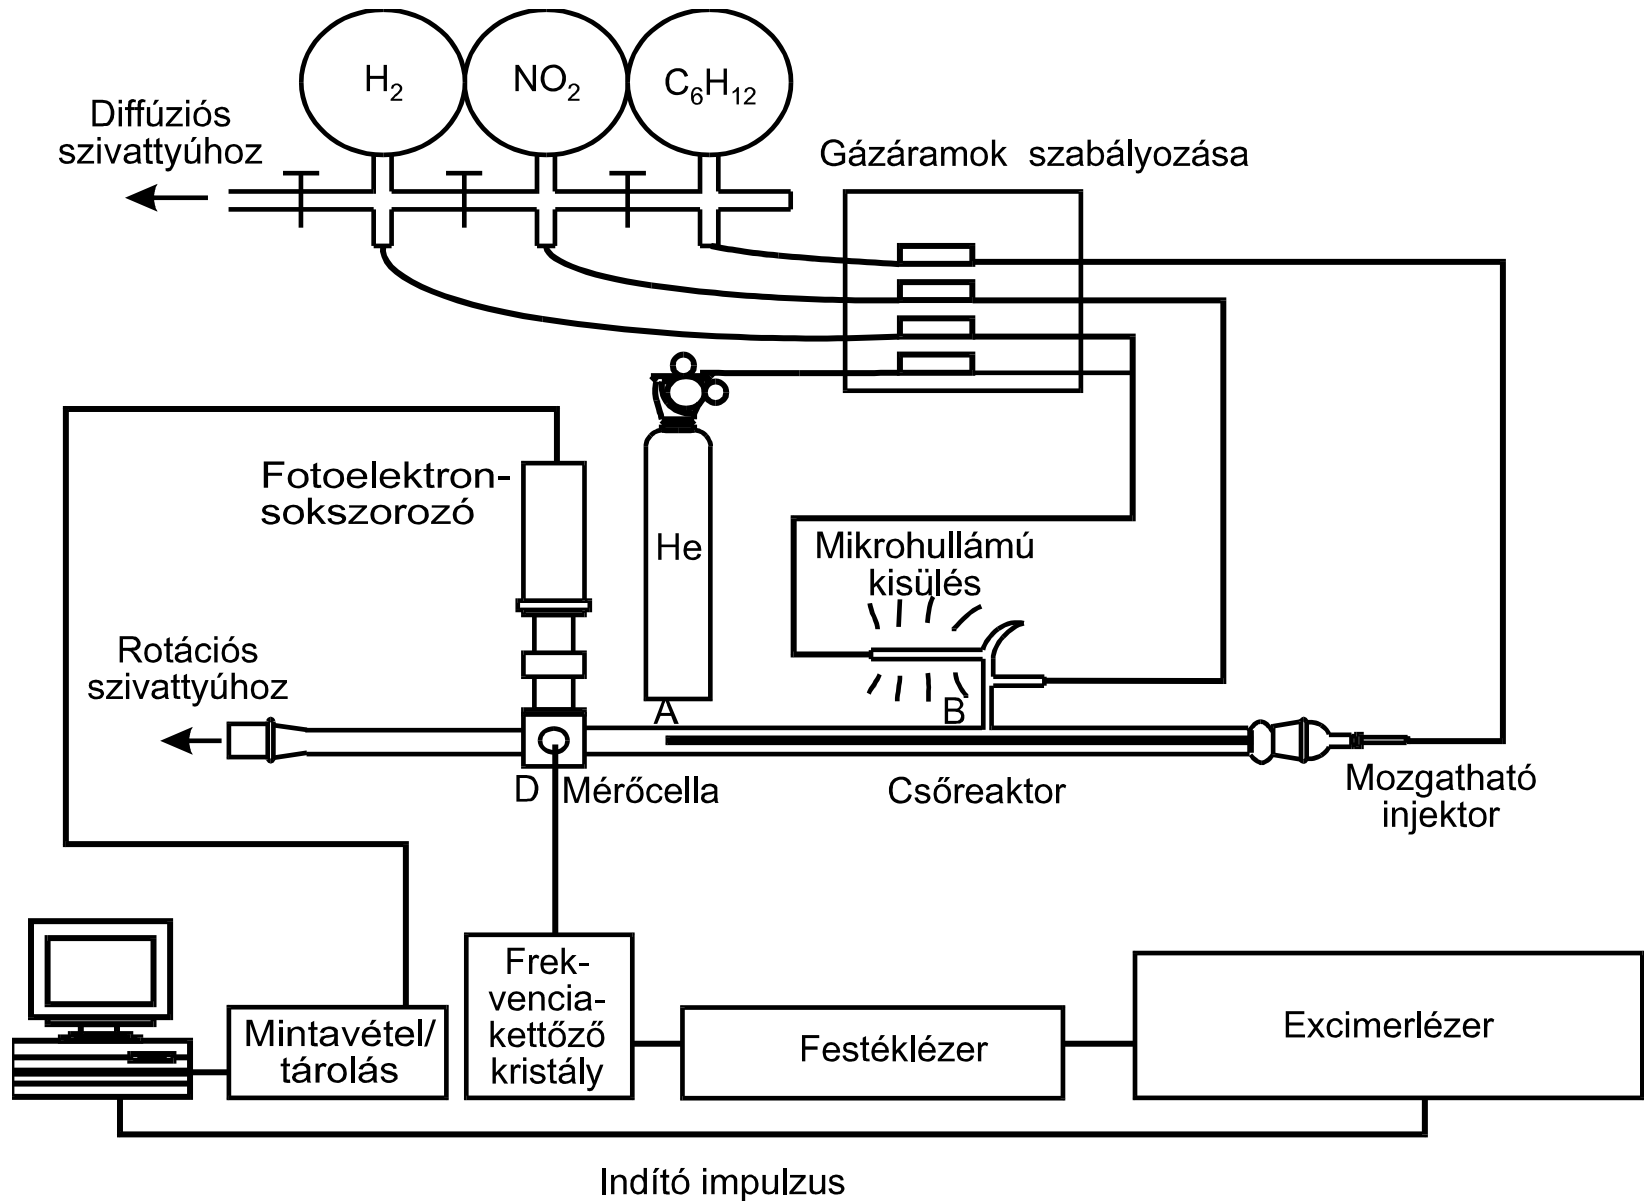 H2
NO2
C6H12
Diffúziós
szivattyúhoz
Gázáramok szabályozása
Fotoelektron-
sokszorozó
He
Mikrohullámú
kisülés
Rotációs
szivattyúhoz
A
B
D
Mérőcella
Csőreaktor
Mozgatható
injektor
Frek-
vencia-
kettőző
kristály
Mintavétel/
tárolás
Festéklézer
Excimerlézer
Indító impulzus